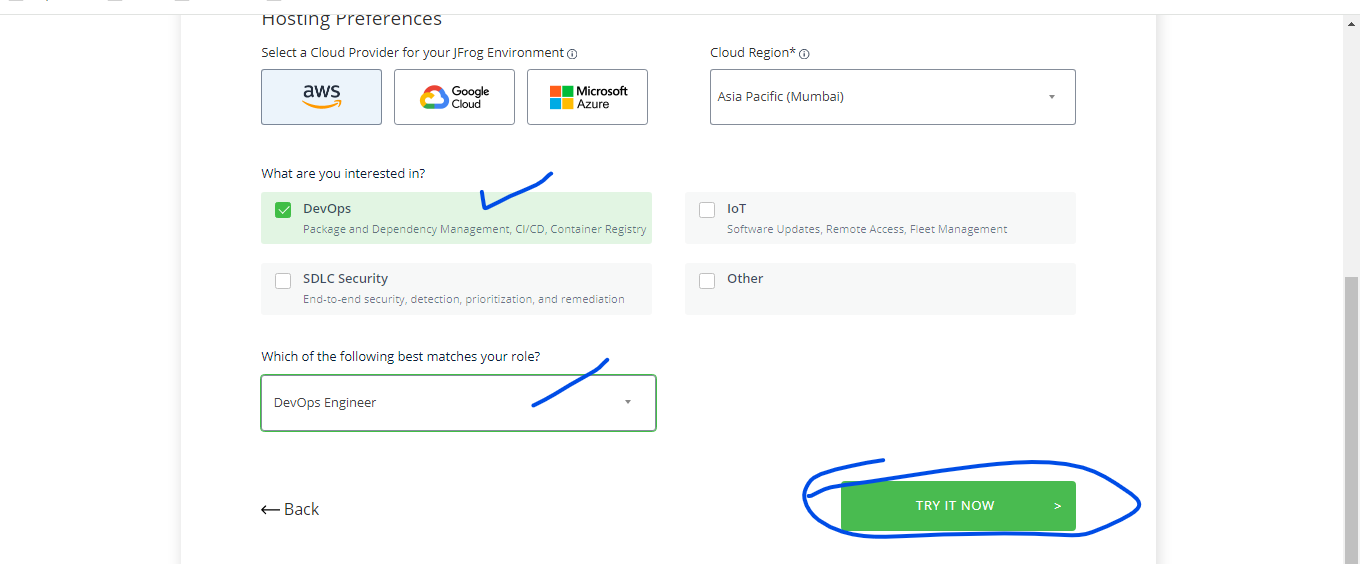 Hosting Preferences
Select a Cloud Provider for your JFrog Environment
Cloud Region*
aws
Google Cloud
Microsoft Azure
Asia Pacific (Mumbai)
What are you interested in?
DevOps
Package and Dependency Management, CI/CD, Container Registry
IoT
Software Updates, Remote Access, Fleet Management
SDLC Security
End-to-end security, detection, prioritization, and remediation
Other
Which of the following best matches your role?
DevOps Engineer
Back
TRY IT NOW >